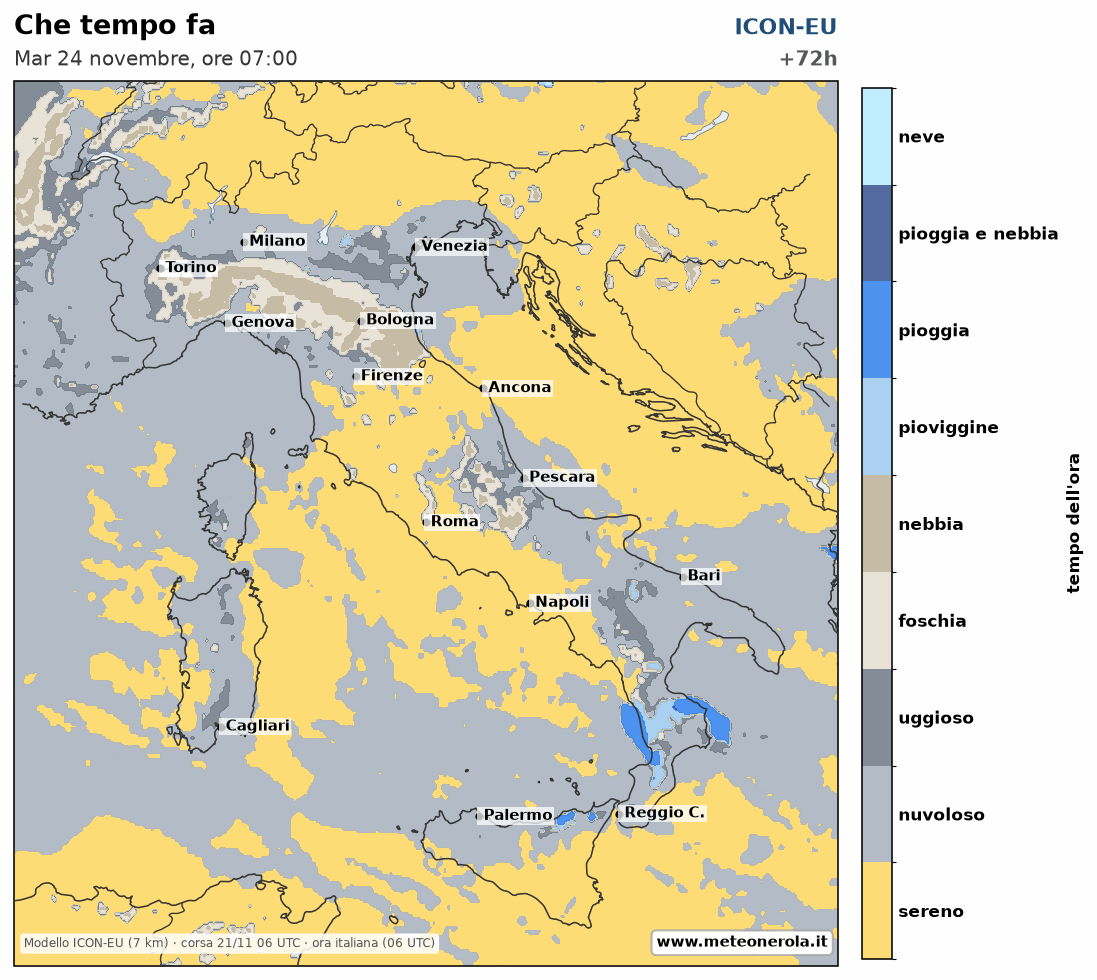 Che tempo fa
ICON-EU
Mar 24 novembre, ore 07:00
+72h
neve
pioggia e nebbia
pioggia
pioviggine
nebbia
foschia
uggioso
nuvoloso
sereno
tempo dell'ora
Milano
Venezia
Torino
Genova
Bologna
Firenze
Ancona
Pescara
Roma
Bari
Napoli
Cagliari
Palermo
Reggio C.
Modello ICON-EU (7 km) · corsa 21/11 06 UTC · ora italiana (06 UTC)
www.meteonerola.it